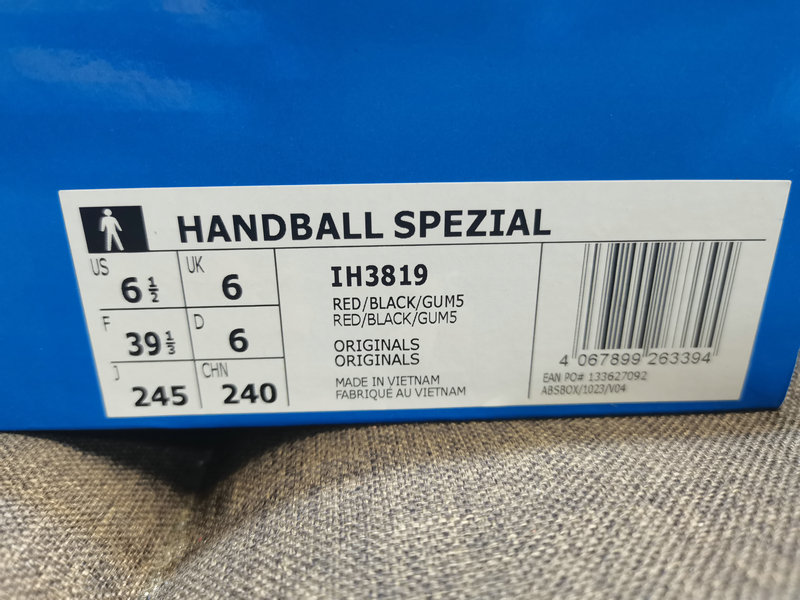 HANDBALL SPEZIAL
US 6 1/2 UK 6
F 39 1/3 D 6
J 245 CHN 240
IH3819
RED/BLACK/GUM5
RED/BLACK/GUM5
ORIGINALS
ORIGINALS
MADE IN VIETNAM
FABRIQUÉ AU VIETNAM
4 067899 263394
EAN PO# 133627092
ABSBOX/1023/V04